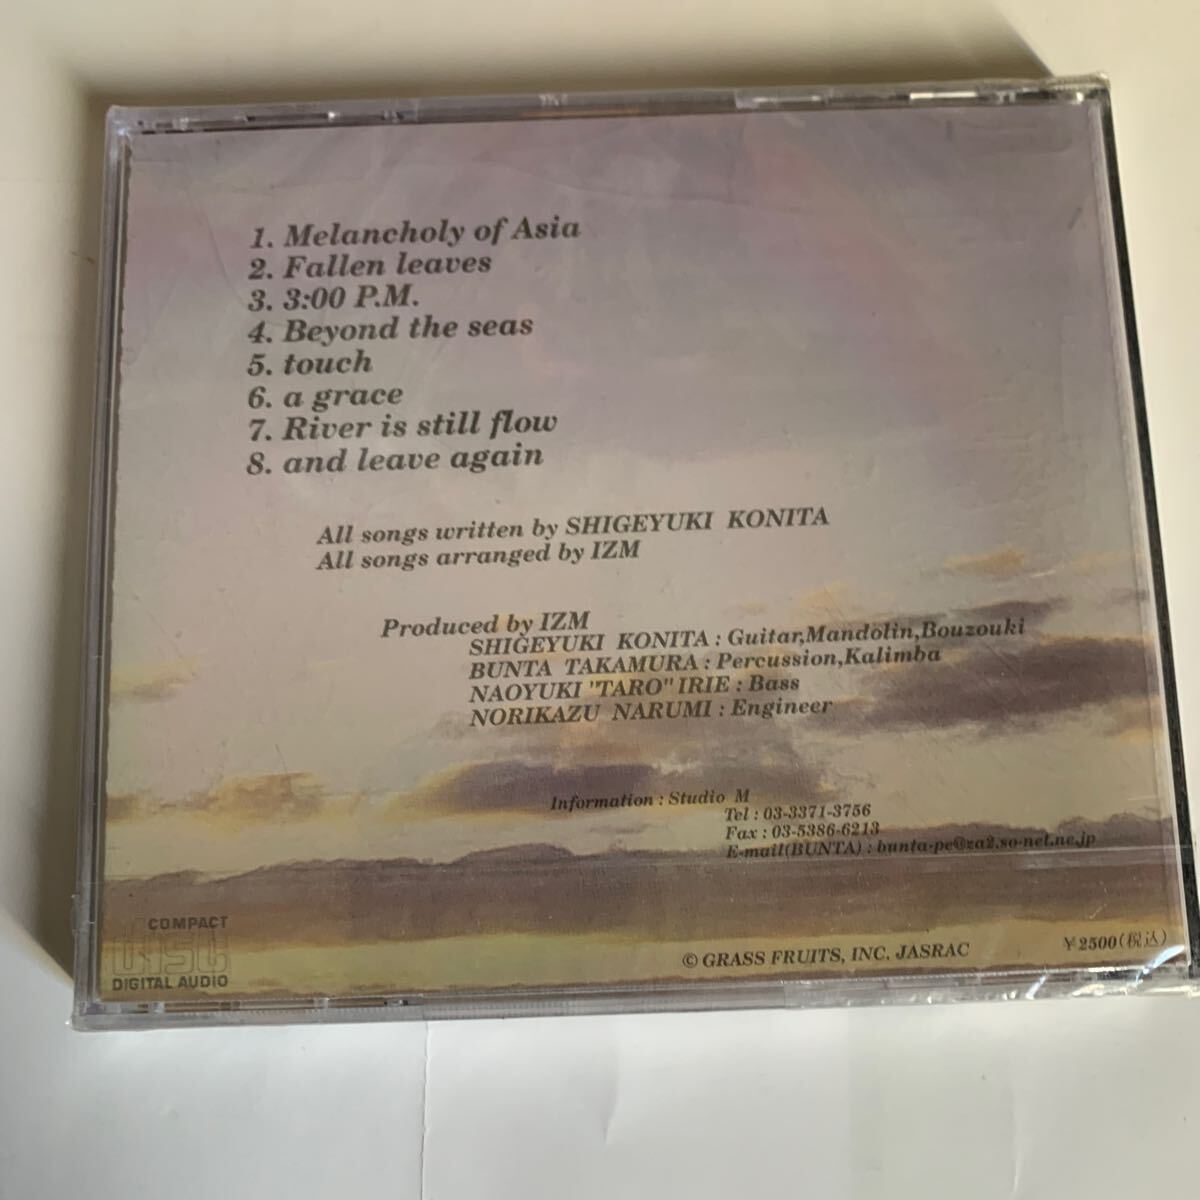 1. Melancholy of Asia
2. Fallen leaves
3. 3:00 P.M.
4. Beyond the seas
5. touch
6. a grace
7. River is still flow
8. and leave again
All songs written by SHIGEYUKI KONITA
All songs arranged by IZM
Produced by IZM
SHIGEYUKI KONITA : Guitar,Mandolin,Bouzouki
BUNTA TAKAMURA : Percussion,Kalimba
NAOYUKI "TARO" IRIE : Bass
NORIKAZU NARUMI : Engineer
Information : Studio M
Tel : 03-3371-3756
Fax : 03-5386-6213
E-mail(BUNTA) : bunta-pe@za2.so-net.ne.jp
COMPACT
disc
DIGITAL AUDIO
© GRASS FRUITS, INC. JASRAC
¥2500(税込)